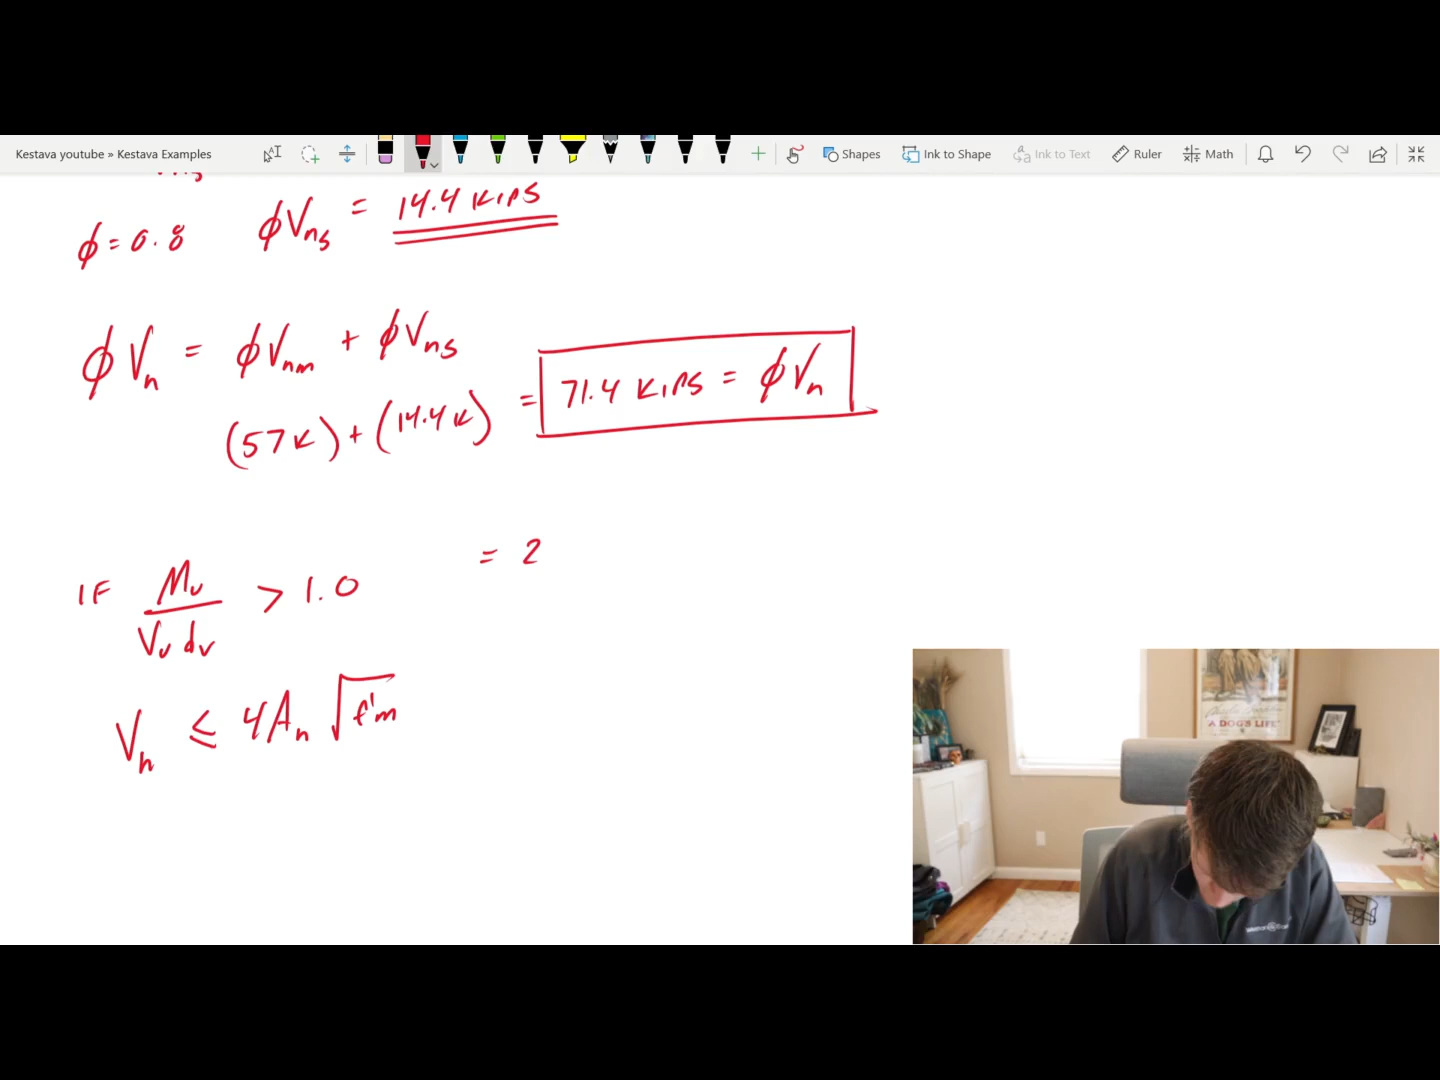 Kestava youtube » Kestava Examples
Shapes
Ink to Shape
Ink to Text
Ruler
Math
ϕ = 0.8 ϕVns = 14.4 KIPS
ϕVn = ϕVnm + ϕVns
(57K) + (14.4K) = 71.4 KIPS = ϕVn
IF Mu / Vu dv > 1.0 = 2
Vn ≤ 4An √f'm
"A DOG'S LIFE"